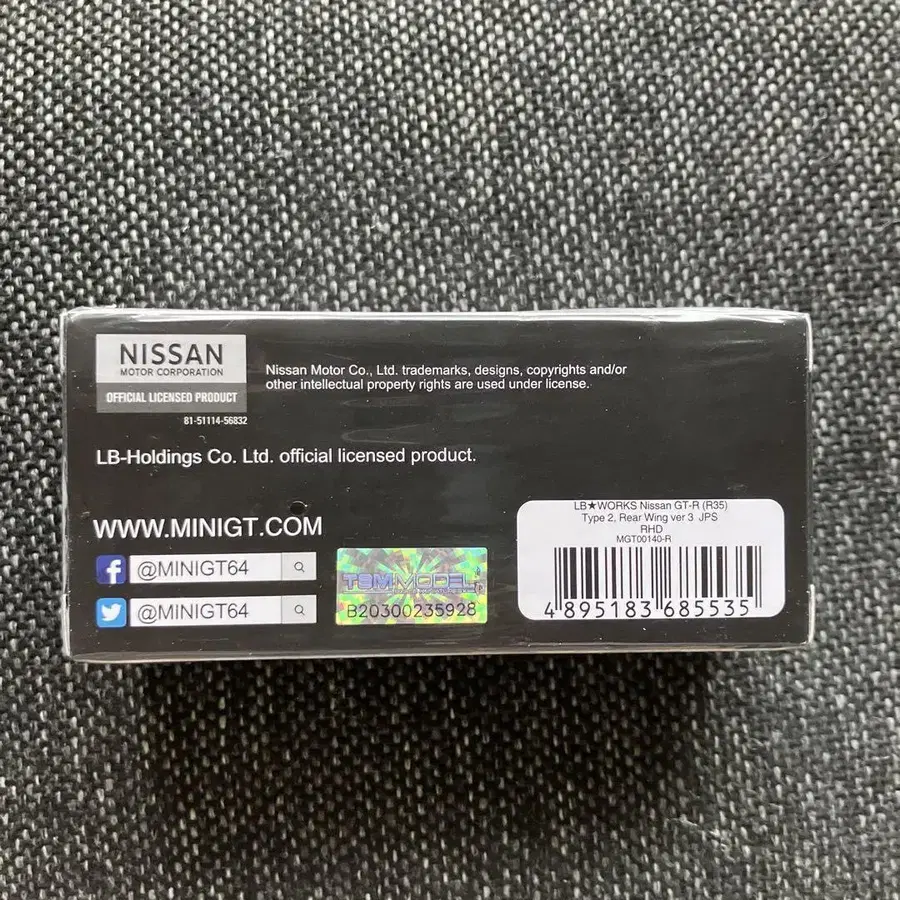 NISSAN
MOTOR CORPORATION
OFFICIAL LICENSED PRODUCT
81-51114-56832
Nissan Motor Co., Ltd. trademarks, designs, copyrights and/or
other intellectual property rights are used under license.
LB-Holdings Co. Ltd. official licensed product.
WWW.MINIGT.COM
@MINIGT64
@MINIGT64
TSM MODEL
B20300235928
LB★WORKS Nissan GT-R (R35)
Type 2, Rear Wing ver 3 JPS
RHD
MGT00140-R
4 895183 685535